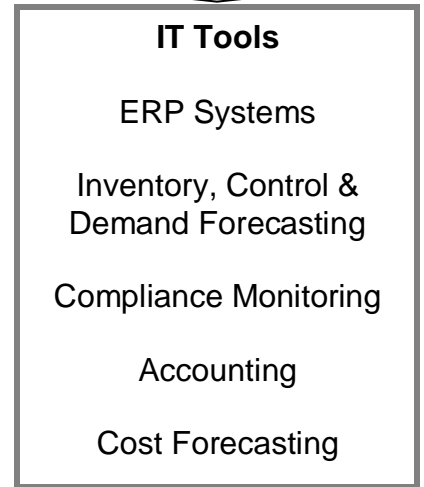 IT Tools
ERP Systems
Inventory, Control &
Demand Forecasting
Compliance Monitoring
Accounting
Cost Forecasting